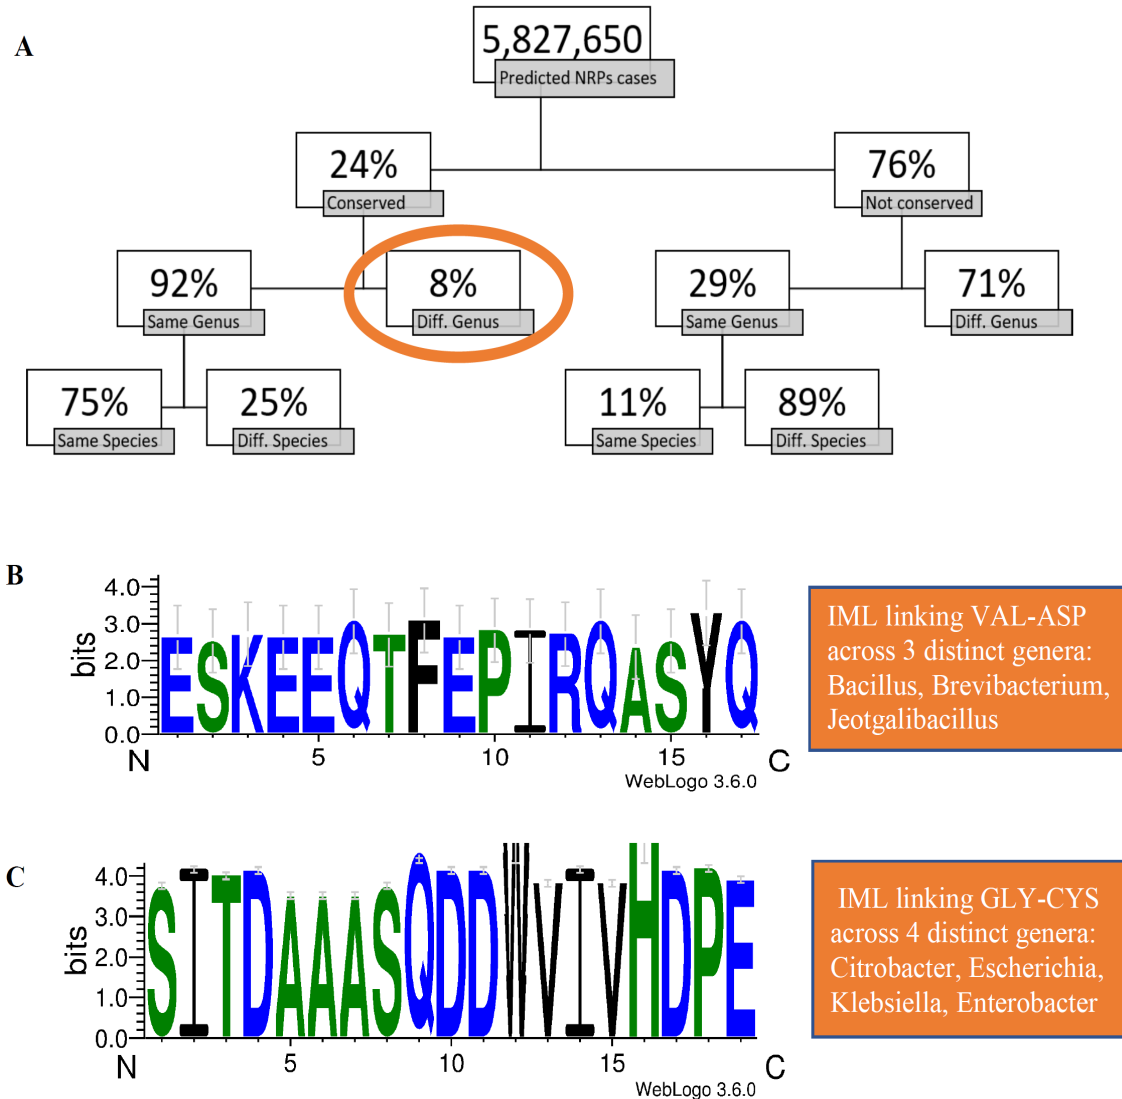 A
5,827,650
Predicted NRPs cases
24%
Conserved
76%
Not conserved
92%
Same Genus
8%
Diff. Genus
29%
Same Genus
71%
Diff. Genus
75%
Same Species
25%
Diff. Species
11%
Same Species
89%
Diff. Species
B
bits
4.0
3.0
2.0
1.0
0.0
ESKEEQTFEPIRQASYQ
N
5
10
15
C
WebLogo 3.6.0
IML linking VAL-ASP
across 3 distinct genera:
Bacillus, Brevibacterium,
Jeotgalibacillus
C
bits
4.0
3.0
2.0
1.0
0.0
SITDAAASQDDWVIVHDPE
N
5
10
15
C
WebLogo 3.6.0
IML linking GLY-CYS
across 4 distinct genera:
Citrobacter, Escherichia,
Klebsiella, Enterobacter